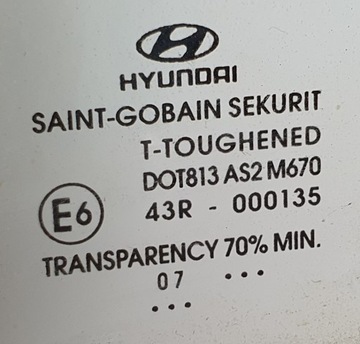 HYUNDAI
SAINT-GOBAIN SEKURIT
T-TOUGHENED
DOT813 AS2 M670
E6 43R - 000135
TRANSPARENCY 70% MIN.
07 •••
•••